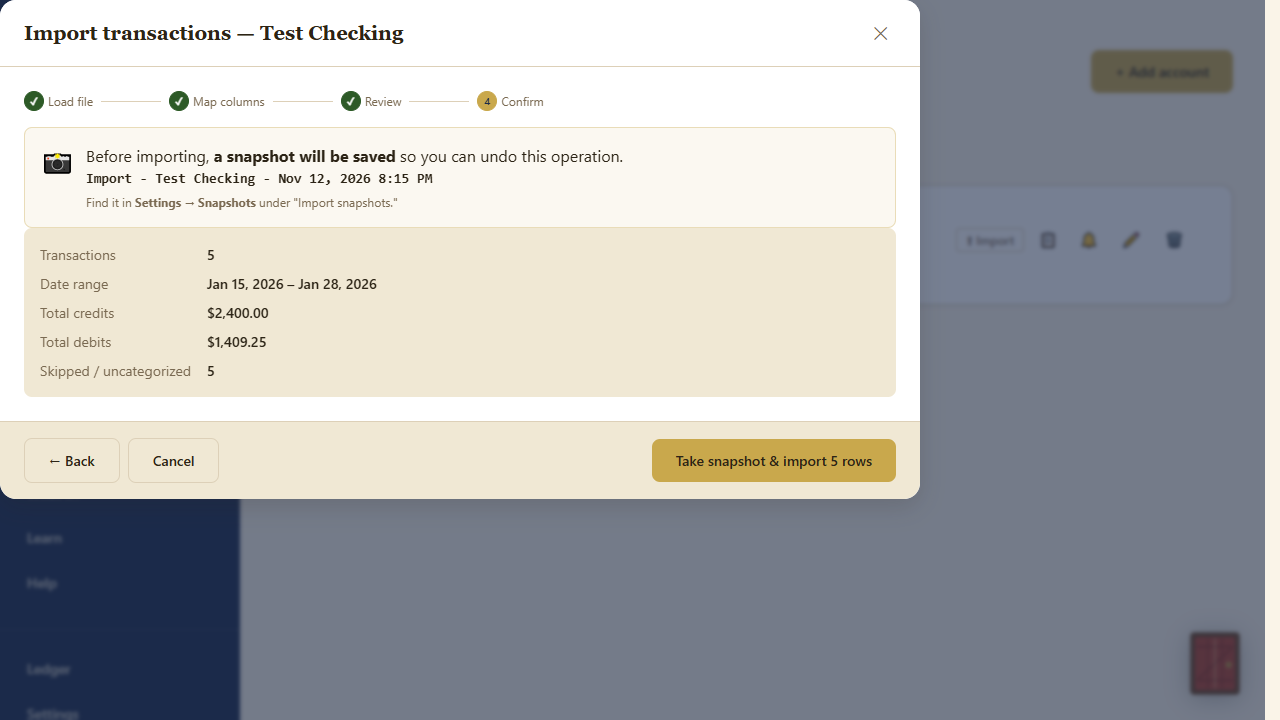 Import transactions — Test Checking
+ Add account
✓ Load file ✓ Map columns ✓ Review 4 Confirm
Before importing, a snapshot will be saved so you can undo this operation.
Import - Test Checking - Nov 12, 2026 8:15 PM
Find it in Settings → Snapshots under "Import snapshots."
1 Import
Transactions 5
Date range Jan 15, 2026 – Jan 28, 2026
Total credits $2,400.00
Total debits $1,409.25
Skipped / uncategorized 5
← Back Cancel Take snapshot & import 5 rows
Learn
Help
Ledger
Settings